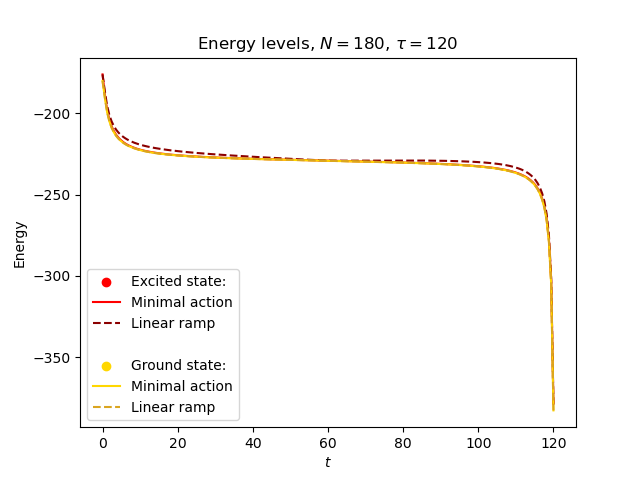 Energy levels, N = 180, τ = 120
Energy
−200
−250
−300
−350
Excited state:
Minimal action
Linear ramp
Ground state:
Minimal action
Linear ramp
0 20 40 60 80 100 120
t